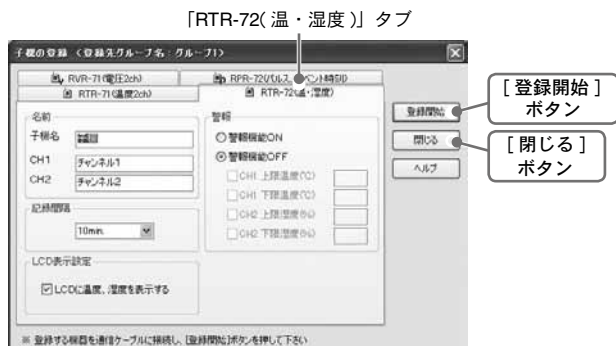 「RTR-72( 温・湿度 )」タブ
子機の登録 <登録先グループ名: グループ1>
RVR-71(電圧2ch)
RPR-72(パルス、イベント時刻)
RTR-71(温度2ch)
RTR-72(温・湿度)
名前
子機名
CH1 チャンネル1
CH2 チャンネル2
記録間隔
10min.
LCD表示設定
LCDに温度、湿度を表示する
警報
警報機能ON
警報機能OFF
CH1 上限温度(℃)
CH1 下限温度(℃)
CH2 上限湿度(%)
CH2 下限湿度(%)
登録開始
閉じる
ヘルプ
[ 登録開始 ]
ボタン
[ 閉じる ]
ボタン
※ 登録する機器を通信ケーブルに接続し、[登録開始]ボタンを押して下さい